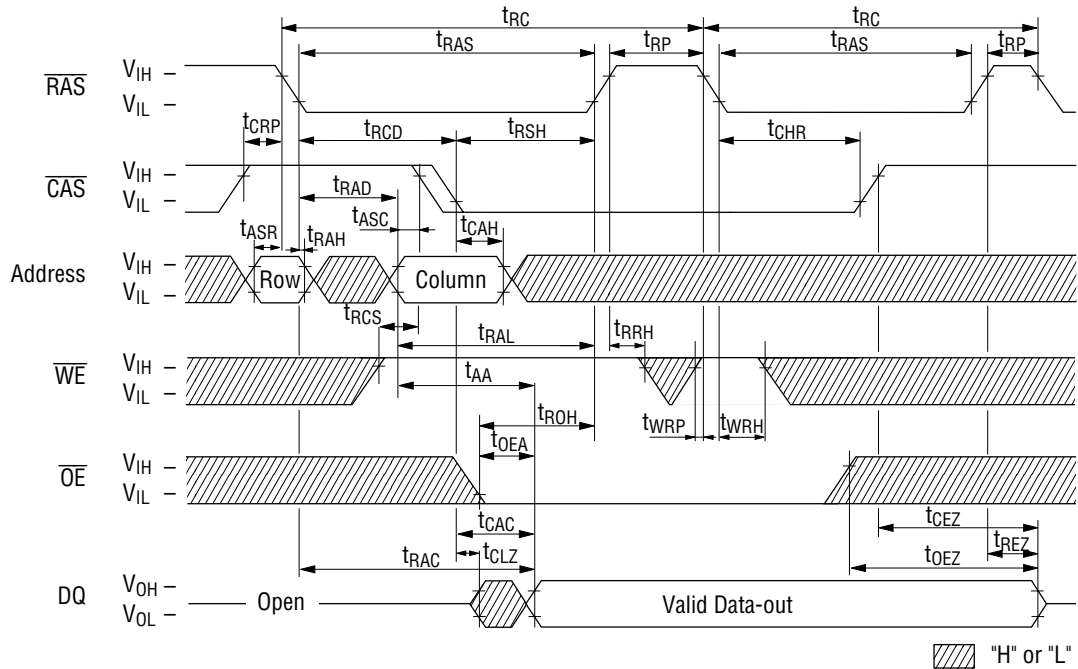 tRC tRC
tRAS tRP tRAS tRP
RAS VIH –
VIL –
tCRP tRCD tRSH tCHR
CAS VIH –
VIL –
tRAD
tASC
tASR tRAH tCAH
Address VIH –
VIL –
Row Column
tRCS tRAL tRRH
WE VIH –
VIL –
tAA
tROH tWRP tWRH
tOEA
OE VIH –
VIL –
tCAC tCEZ
tRAC tCLZ tOEZ tREZ
DQ VOH –
VOL –
Open Valid Data-out
"H" or "L"